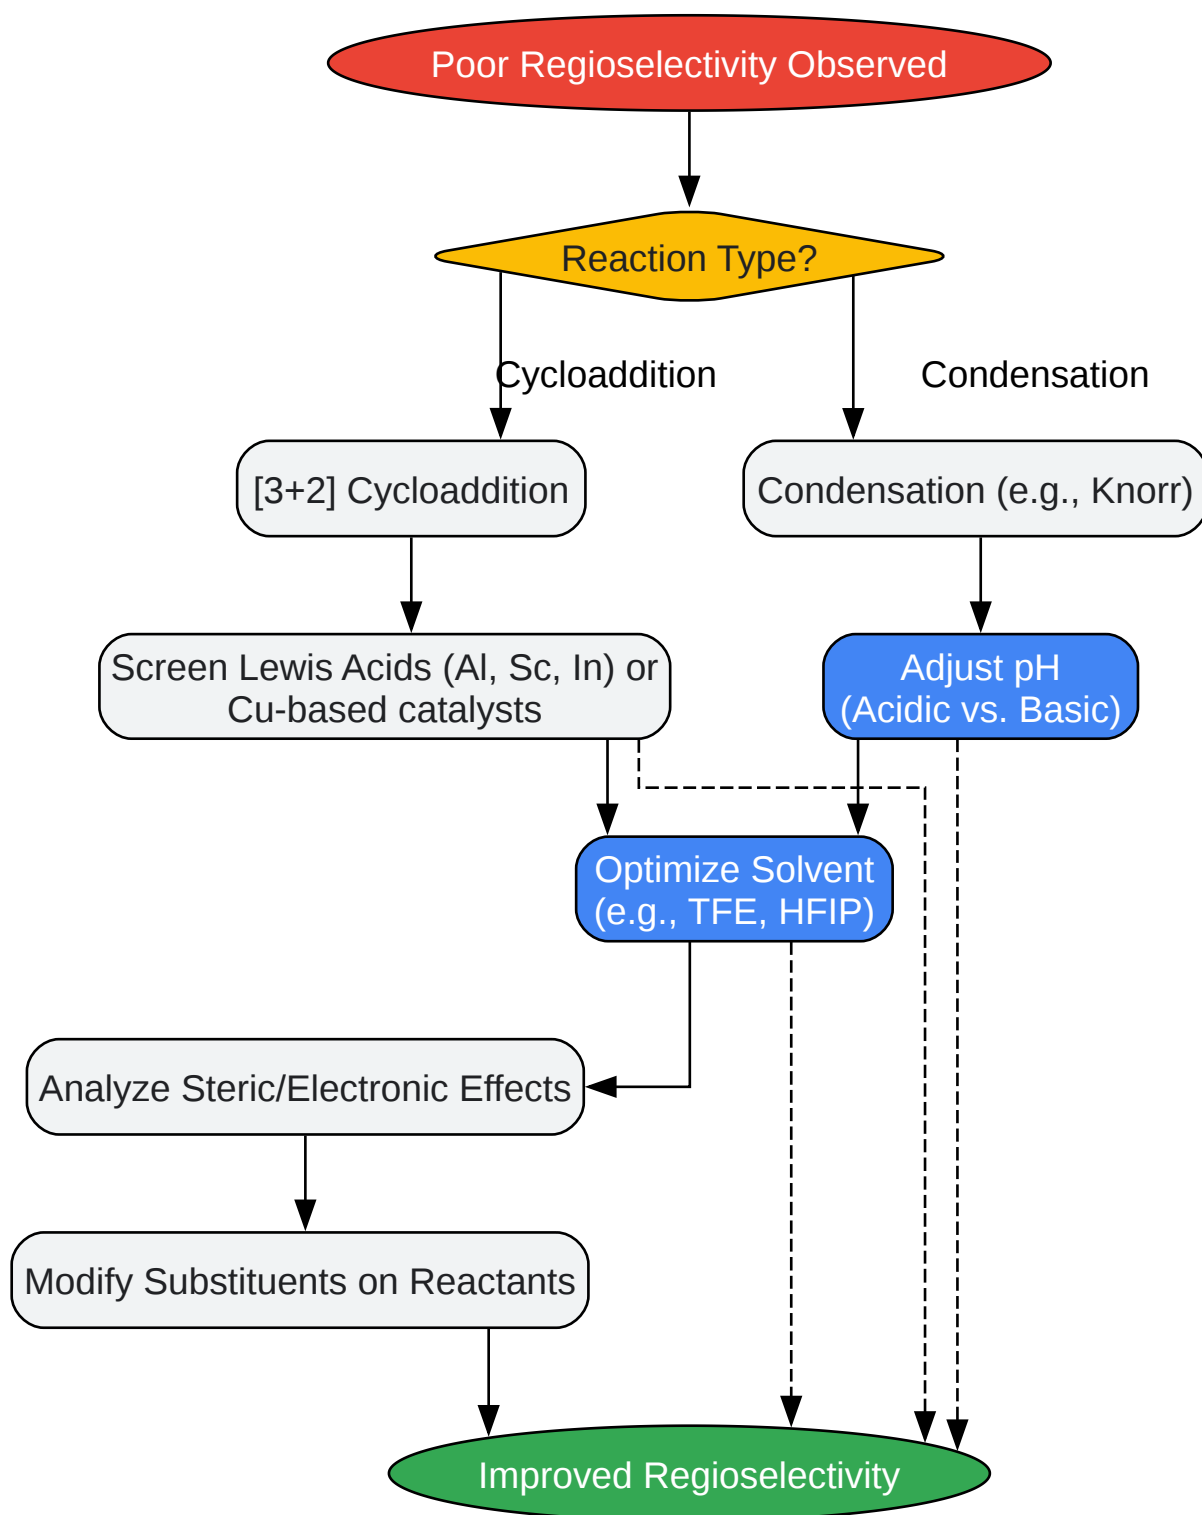 Poor Regioselectivity Observed
Reaction Type?
Cycloaddition
Condensation
[3+2] Cycloaddition
Condensation (e.g., Knorr)
Screen Lewis Acids (Al, Sc, In) or
Cu-based catalysts
Adjust pH
(Acidic vs. Basic)
Optimize Solvent
(e.g., TFE, HFIP)
Analyze Steric/Electronic Effects
Modify Substituents on Reactants
Improved Regioselectivity